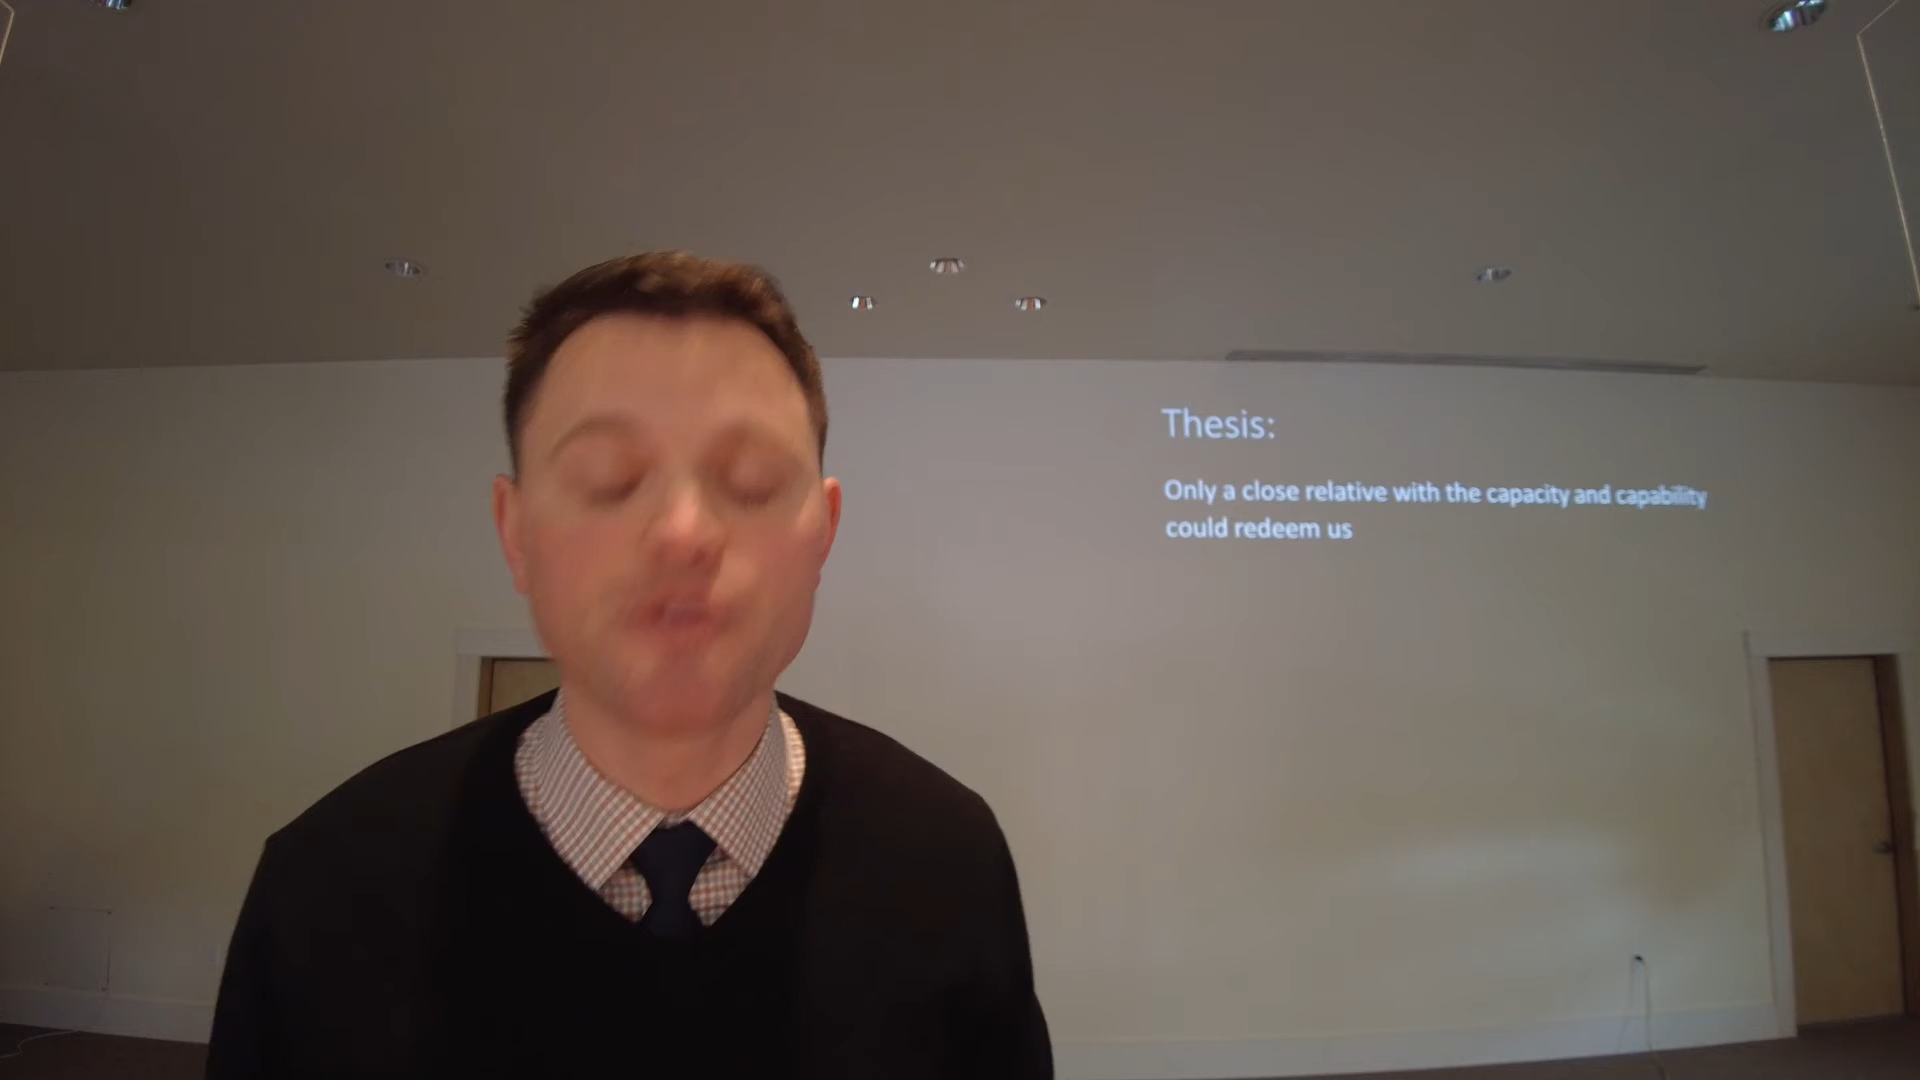 Thesis:
Only a close relative with the capacity and capability
could redeem us